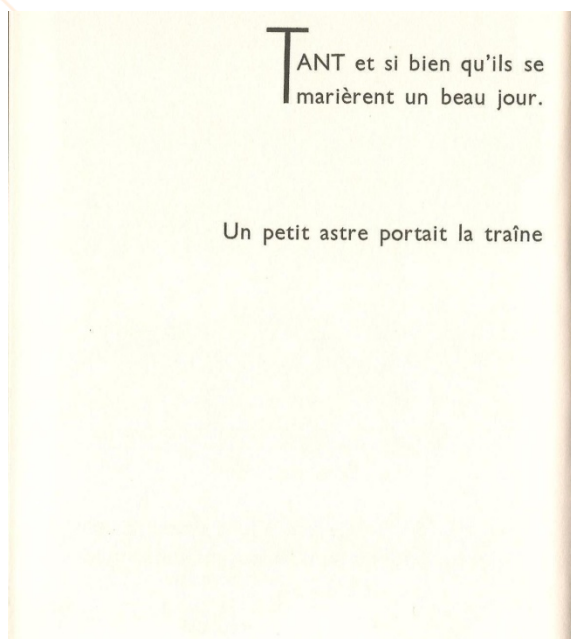 TANT et si bien qu'ils se
marièrent un beau jour.
Un petit astre portait la traîne